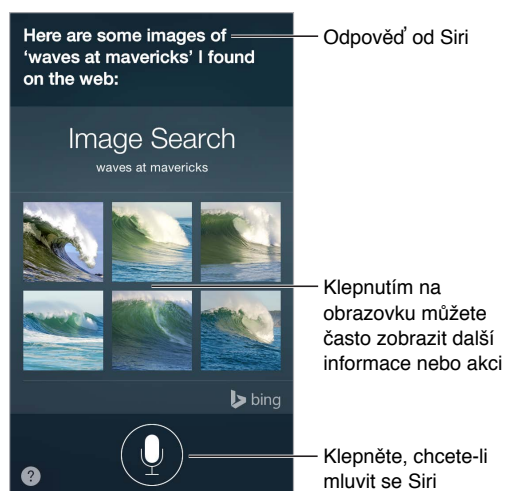 Here are some images of
‘waves at mavericks’ I found
on the web:
Odpověď od Siri
Image Search
waves at mavericks
Klepnutím na
obrazovku můžete
často zobrazit další
informace nebo akci
bing
Klepněte, chcete-li
mluvit se Siri
?